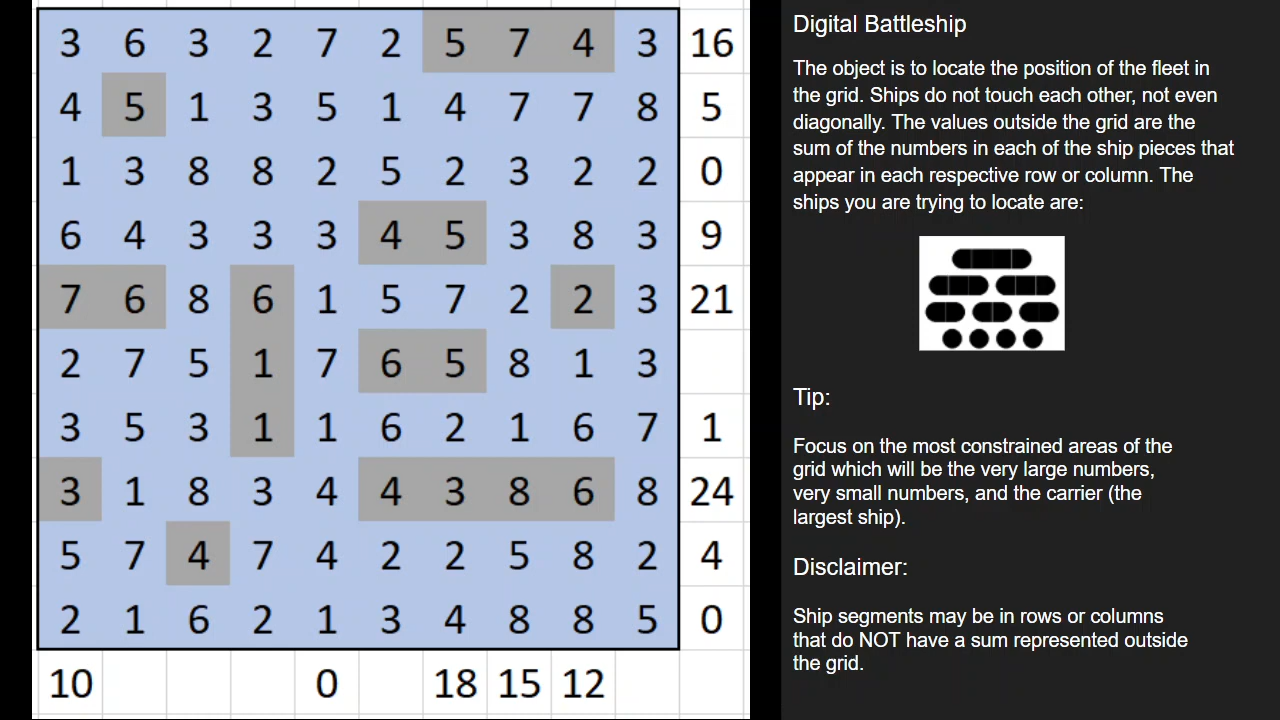 3 6 3 2 7 2 5 7 4 3 16
4 5 1 3 5 1 4 7 7 8 5
1 3 8 8 2 5 2 3 2 2 0
6 4 3 3 3 4 5 3 8 3 9
7 6 8 6 1 5 7 2 2 3 21
2 7 5 1 7 6 5 8 1 3
3 5 3 1 1 6 2 1 6 7 1
3 1 8 3 4 4 3 8 6 8 24
5 7 4 7 4 2 2 5 8 2 4
2 1 6 2 1 3 4 8 8 5 0
10 0 18 15 12
Digital Battleship
The object is to locate the position of the fleet in
the grid. Ships do not touch each other, not even
diagonally. The values outside the grid are the
sum of the numbers in each of the ship pieces that
appear in each respective row or column. The
ships you are trying to locate are:
Tip:
Focus on the most constrained areas of the
grid which will be the very large numbers,
very small numbers, and the carrier (the
largest ship).
Disclaimer:
Ship segments may be in rows or columns
that do NOT have a sum represented outside
the grid.